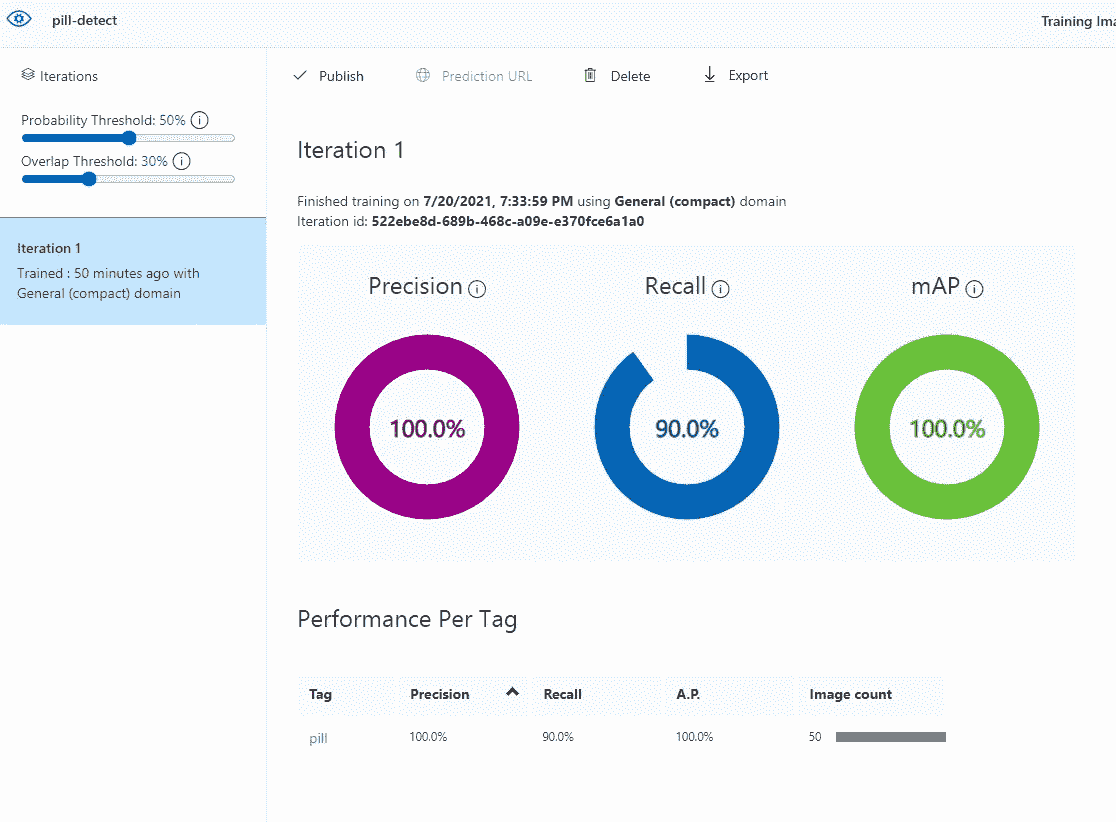 pill-detect
Training Ima
Iterations
Probability Threshold: 50%
Overlap Threshold: 30%
Iteration 1
Trained : 50 minutes ago with
General (compact) domain
Publish Prediction URL Delete Export
Iteration 1
Finished training on 7/20/2021, 7:33:59 PM using General (compact) domain
Iteration id: 522ebe8d-689b-468c-a09e-e370fce6a1a0
Precision Recall mAP
100.0% 90.0% 100.0%
Performance Per Tag
Tag Precision Recall A.P. Image count
pill 100.0% 90.0% 100.0% 50